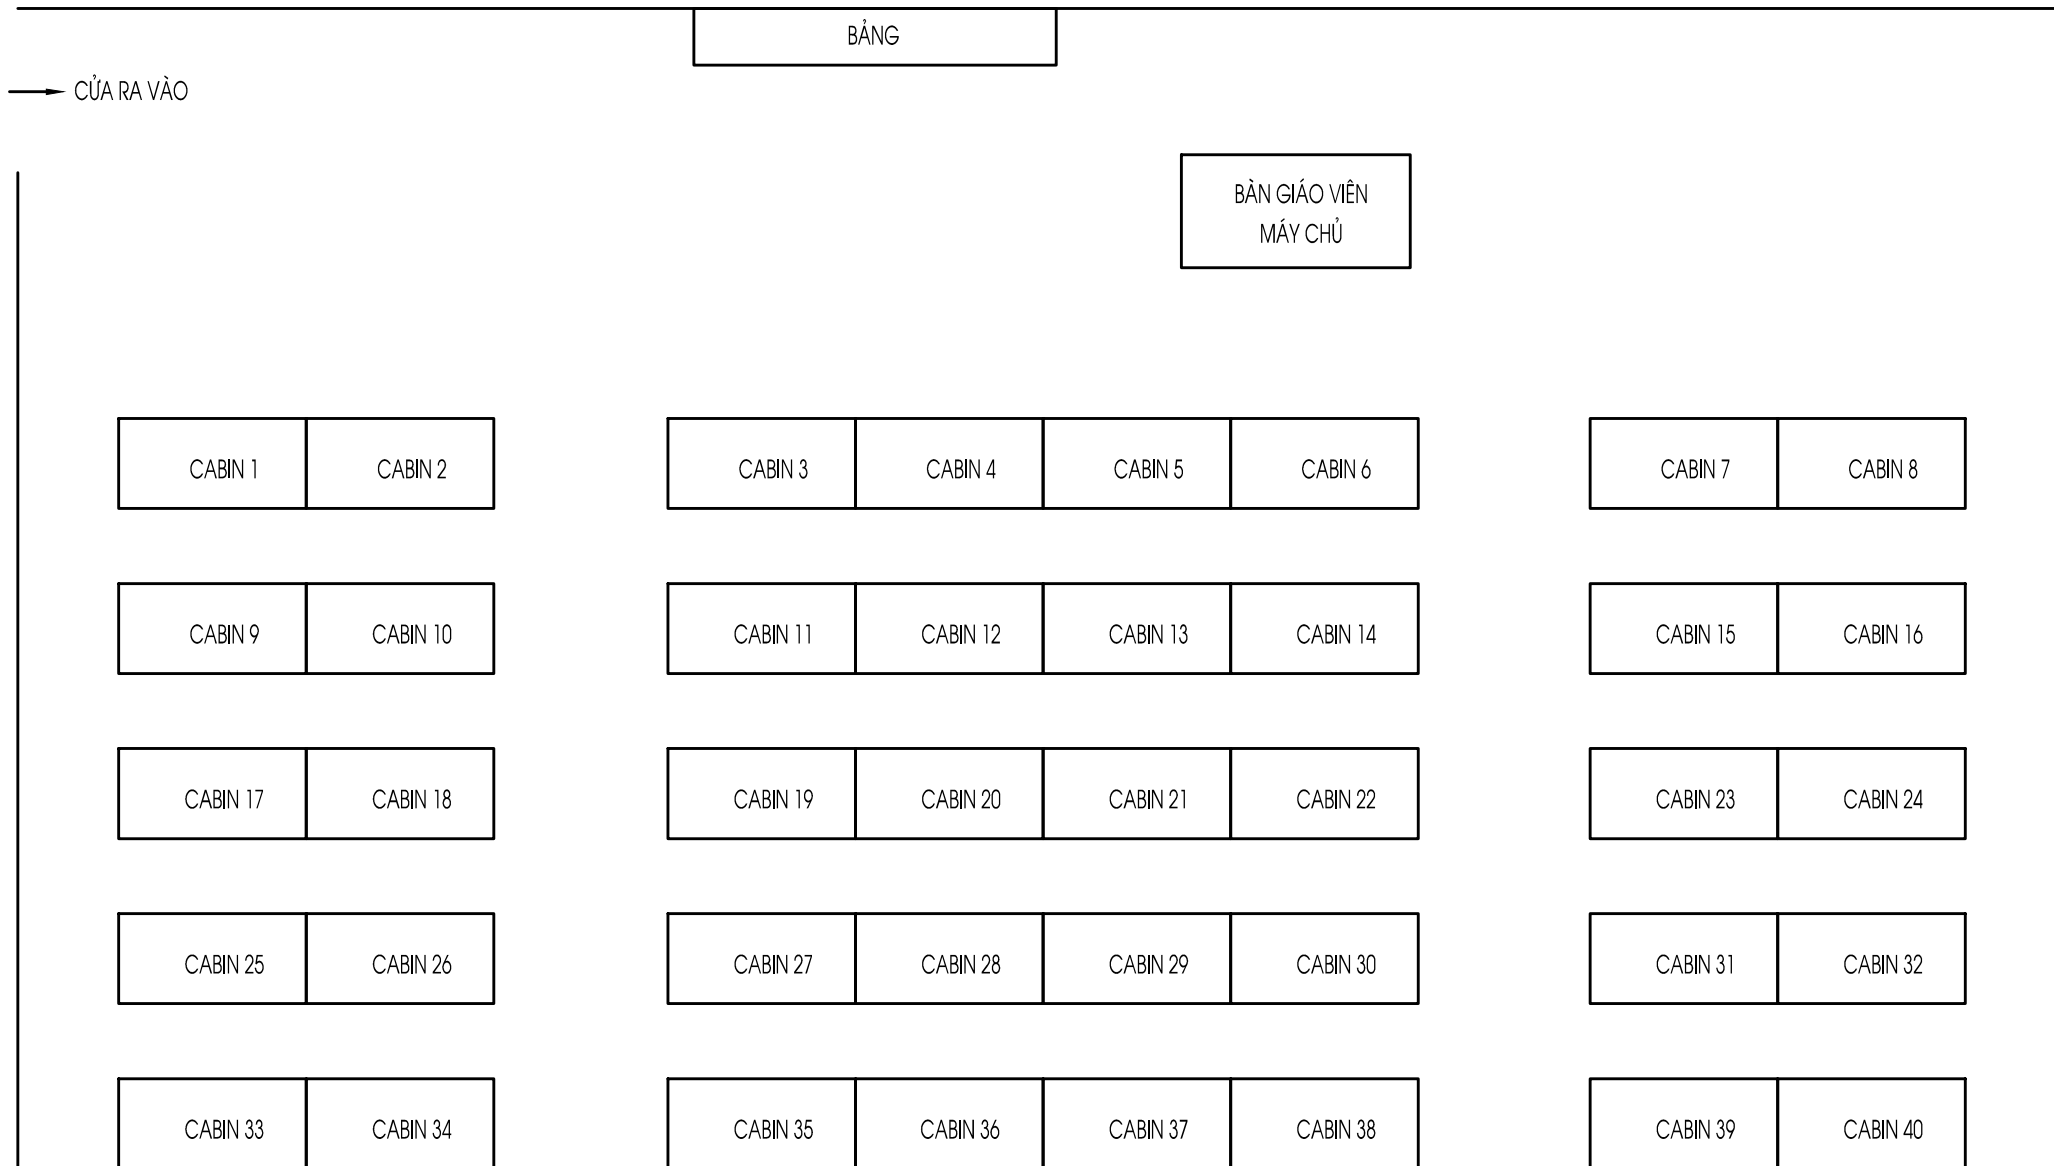 BẢNG
CỬA RA VÀO
BÀN GIÁO VIÊN
MÁY CHỦ
CABIN 1 CABIN 2 CABIN 3 CABIN 4 CABIN 5 CABIN 6 CABIN 7 CABIN 8
CABIN 9 CABIN 10 CABIN 11 CABIN 12 CABIN 13 CABIN 14 CABIN 15 CABIN 16
CABIN 17 CABIN 18 CABIN 19 CABIN 20 CABIN 21 CABIN 22 CABIN 23 CABIN 24
CABIN 25 CABIN 26 CABIN 27 CABIN 28 CABIN 29 CABIN 30 CABIN 31 CABIN 32
CABIN 33 CABIN 34 CABIN 35 CABIN 36 CABIN 37 CABIN 38 CABIN 39 CABIN 40